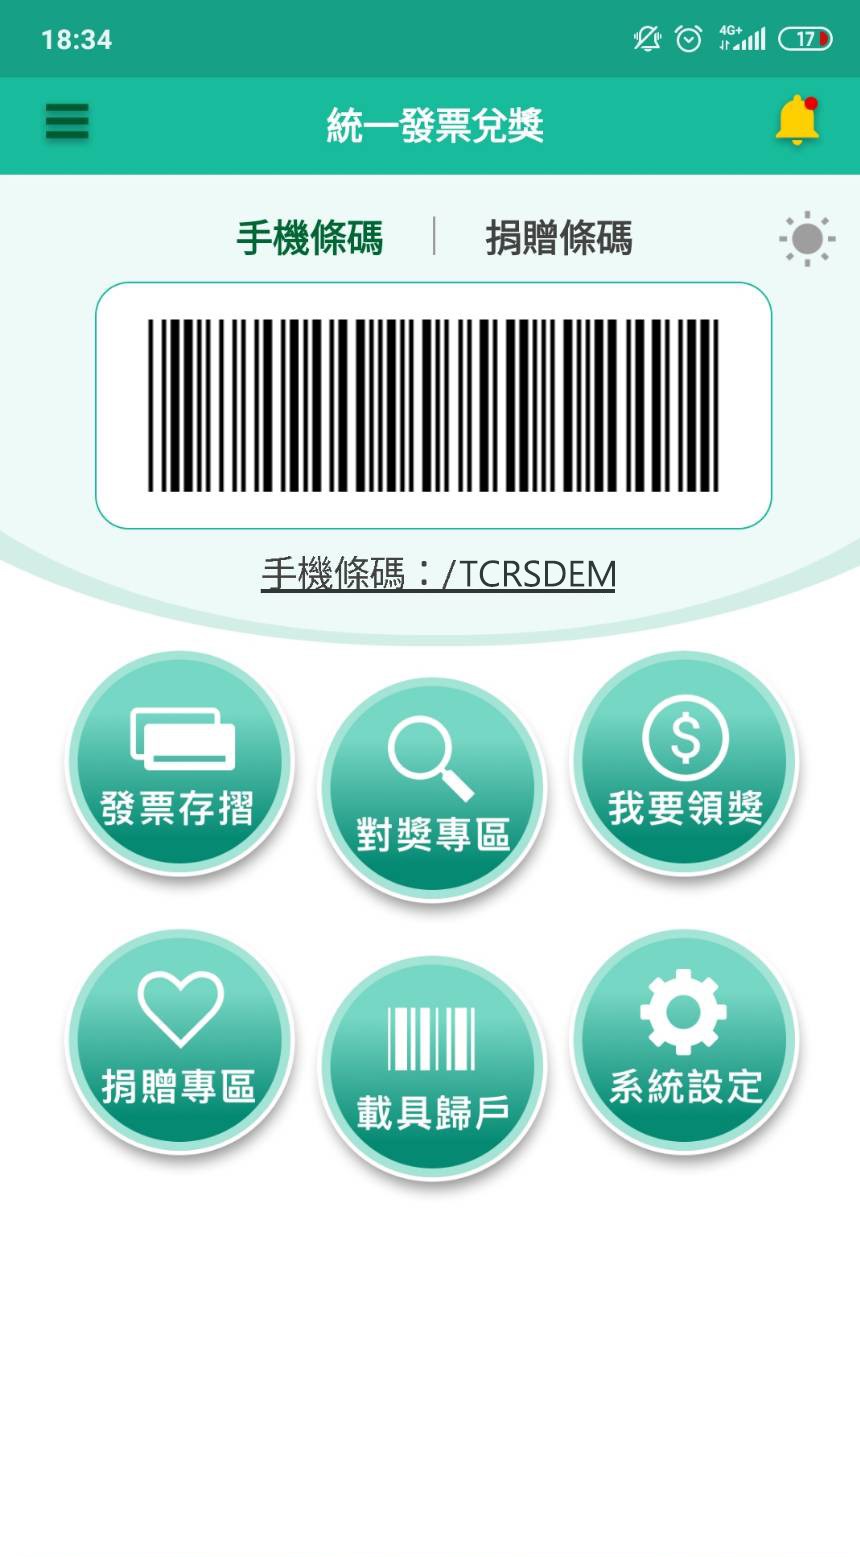 18:34
4G+
17
統一發票兌獎
手機條碼
捐贈條碼
手機條碼：/TCRSDEM
發票存摺
對獎專區
我要領獎
捐贈專區
載具歸戶
系統設定